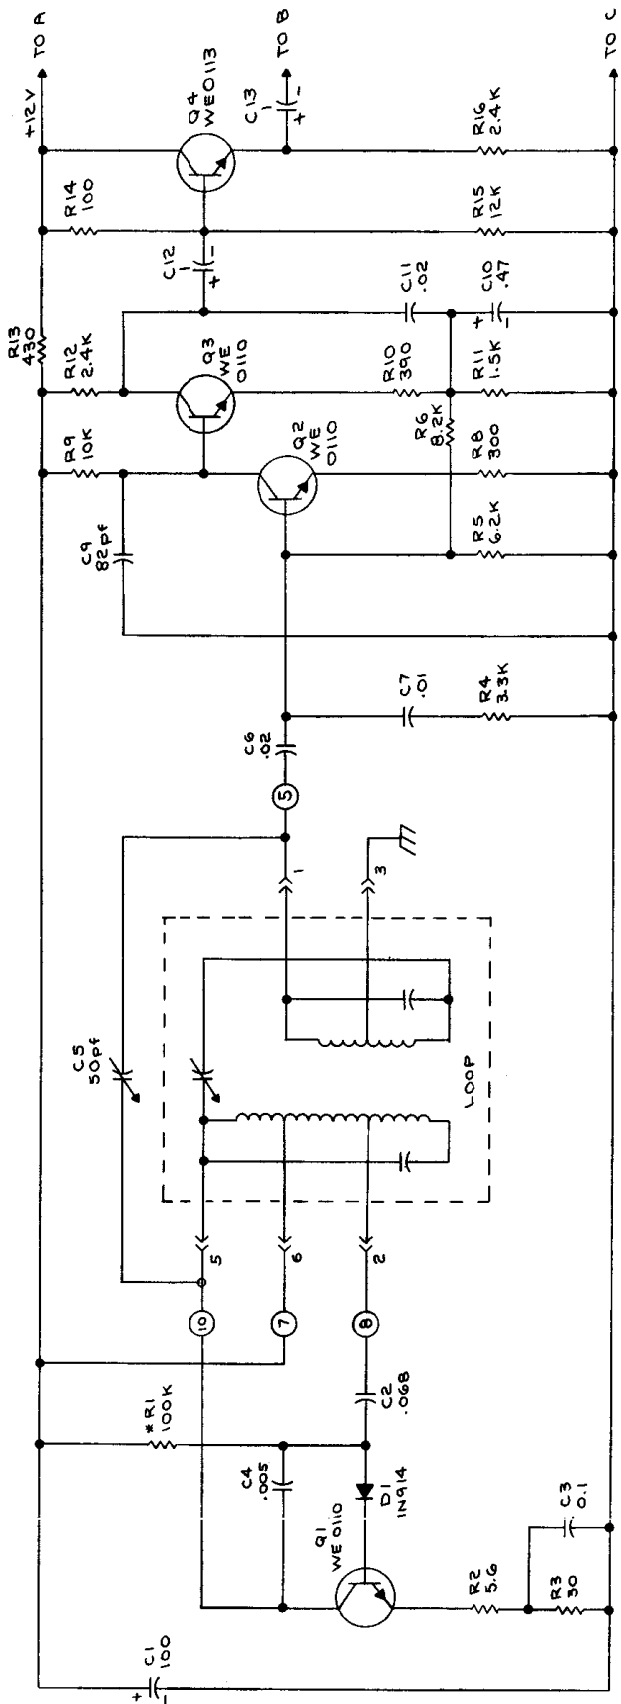 TO A
TO B
TO C
+12V
Q4
WE0113
C13
1
+
-
R16
2.4K
R14
100
R15
12K
C12
1
+
-
C11
.02
C10
.47
+
-
R13
430
R12
2.4K
Q3
WE
0110
R10
390
R11
1.5K
R6
8.2K
R9
10K
Q2
WE
0110
R8
300
R5
6.2K
C9
82pf
C7
.01
R4
3.3K
C6
.02
5
1
3
C5
50pf
LOOP
5
6
2
10
7
8
*R1
100K
C2
.068
C4
.005
D1
1N914
Q1
WE0110
C3
0.1
R2
5.6
R3
30
C1
100
+
-